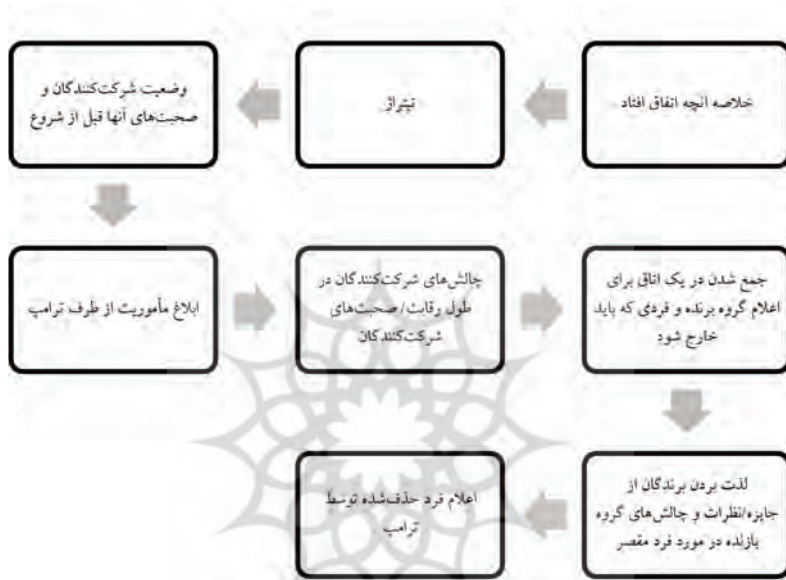 خلاصه آنچه اتفاق افتاد
تیتراژ
وضعیت شرکت‌کنندگان و
صحبت‌های آنها قبل از شروع
ابلاغ مأموریت از طرف ترامپ
چالش‌های شرکت‌کنندگان در
طول رقابت/ صحبت‌های
شرکت‌کنندگان
جمع شدن در یک اتاق برای
اعلام گروه برنده و فردی که باید
خارج شود
لذت بردن برندگان از
جایزه/نظرات و چالش‌های گروه
بازنده در مورد فرد مقصر
اعلام فرد حذف‌شده توسط
ترامپ